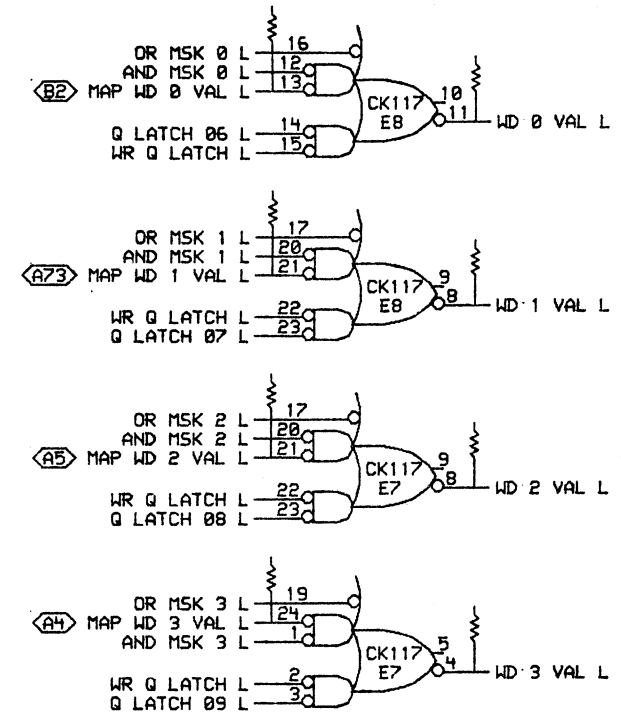 OR MSK 0 L 16
AND MSK 0 L 12
B2 MAP WD 0 VAL L 13
CK117 10
E8 11 WD 0 VAL L
Q LATCH 06 L 14
WR Q LATCH L 15
OR MSK 1 L 17
AND MSK 1 L 20
A73 MAP WD 1 VAL L 21
CK117 9
E8 8 WD 1 VAL L
WR Q LATCH L 22
Q LATCH 07 L 23
OR MSK 2 L 17
AND MSK 2 L 20
A5 MAP WD 2 VAL L 21
CK117 9
E7 8 WD 2 VAL L
WR Q LATCH L 22
Q LATCH 08 L 23
OR MSK 3 L 19
A4 MAP WD 3 VAL L 24
AND MSK 3 L 1
CK117 5
E7 4 WD 3 VAL L
WR Q LATCH L 2
Q LATCH 09 L 3